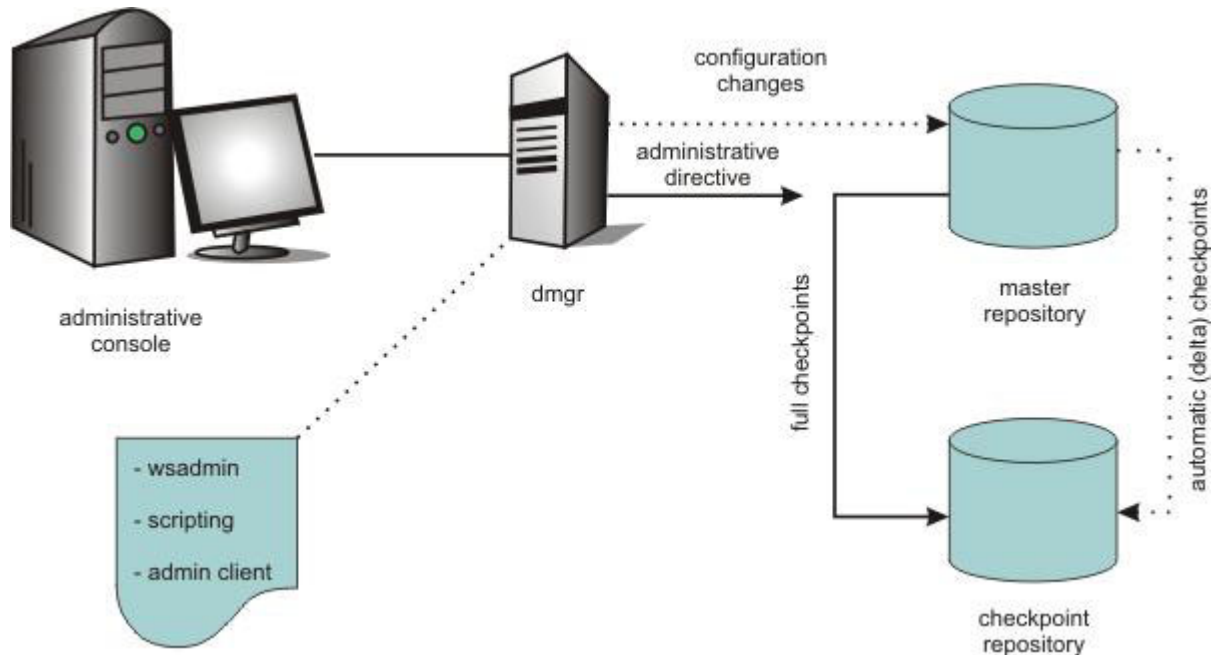 configuration
changes
administrative
directive
dmgr
administrative
console
master
repository
full checkpoints
automatic (delta) checkpoints
- wsadmin
- scripting
- admin client
checkpoint
repository